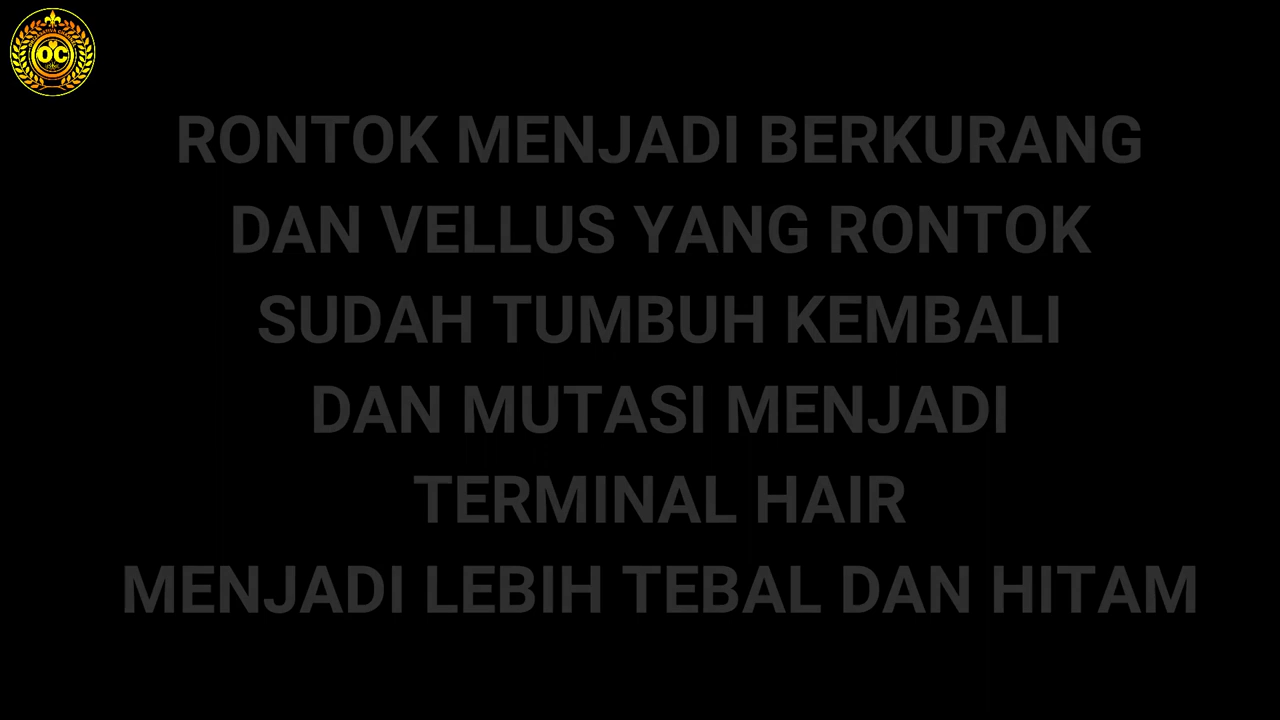 OC
RONTOK MENJADI BERKURANG
DAN VELLUS YANG RONTOK
SUDAH TUMBUH KEMBALI
DAN MUTASI MENJADI
TERMINAL HAIR
MENJADI LEBIH TEBAL DAN HITAM